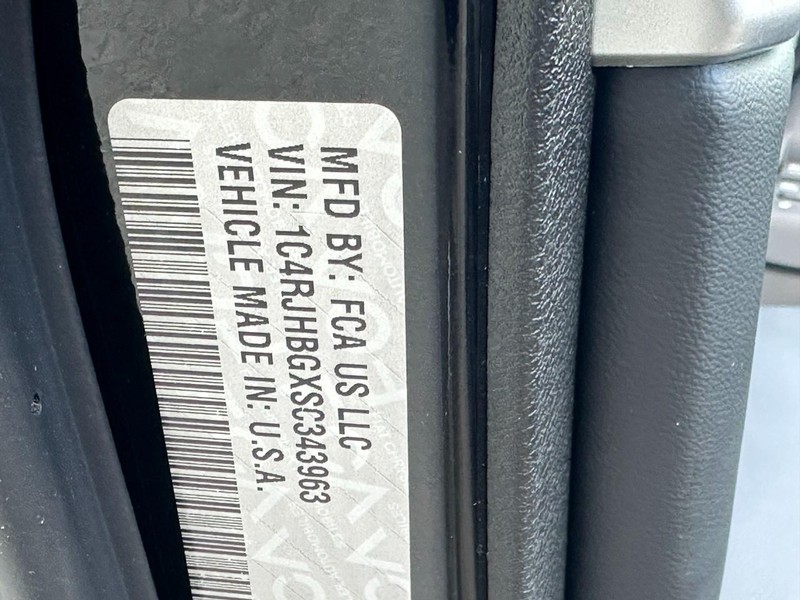 MFD BY: FCA US LLC
VIN: 1C4RJHBGXSC343963
VEHICLE MADE IN: U.S.A.